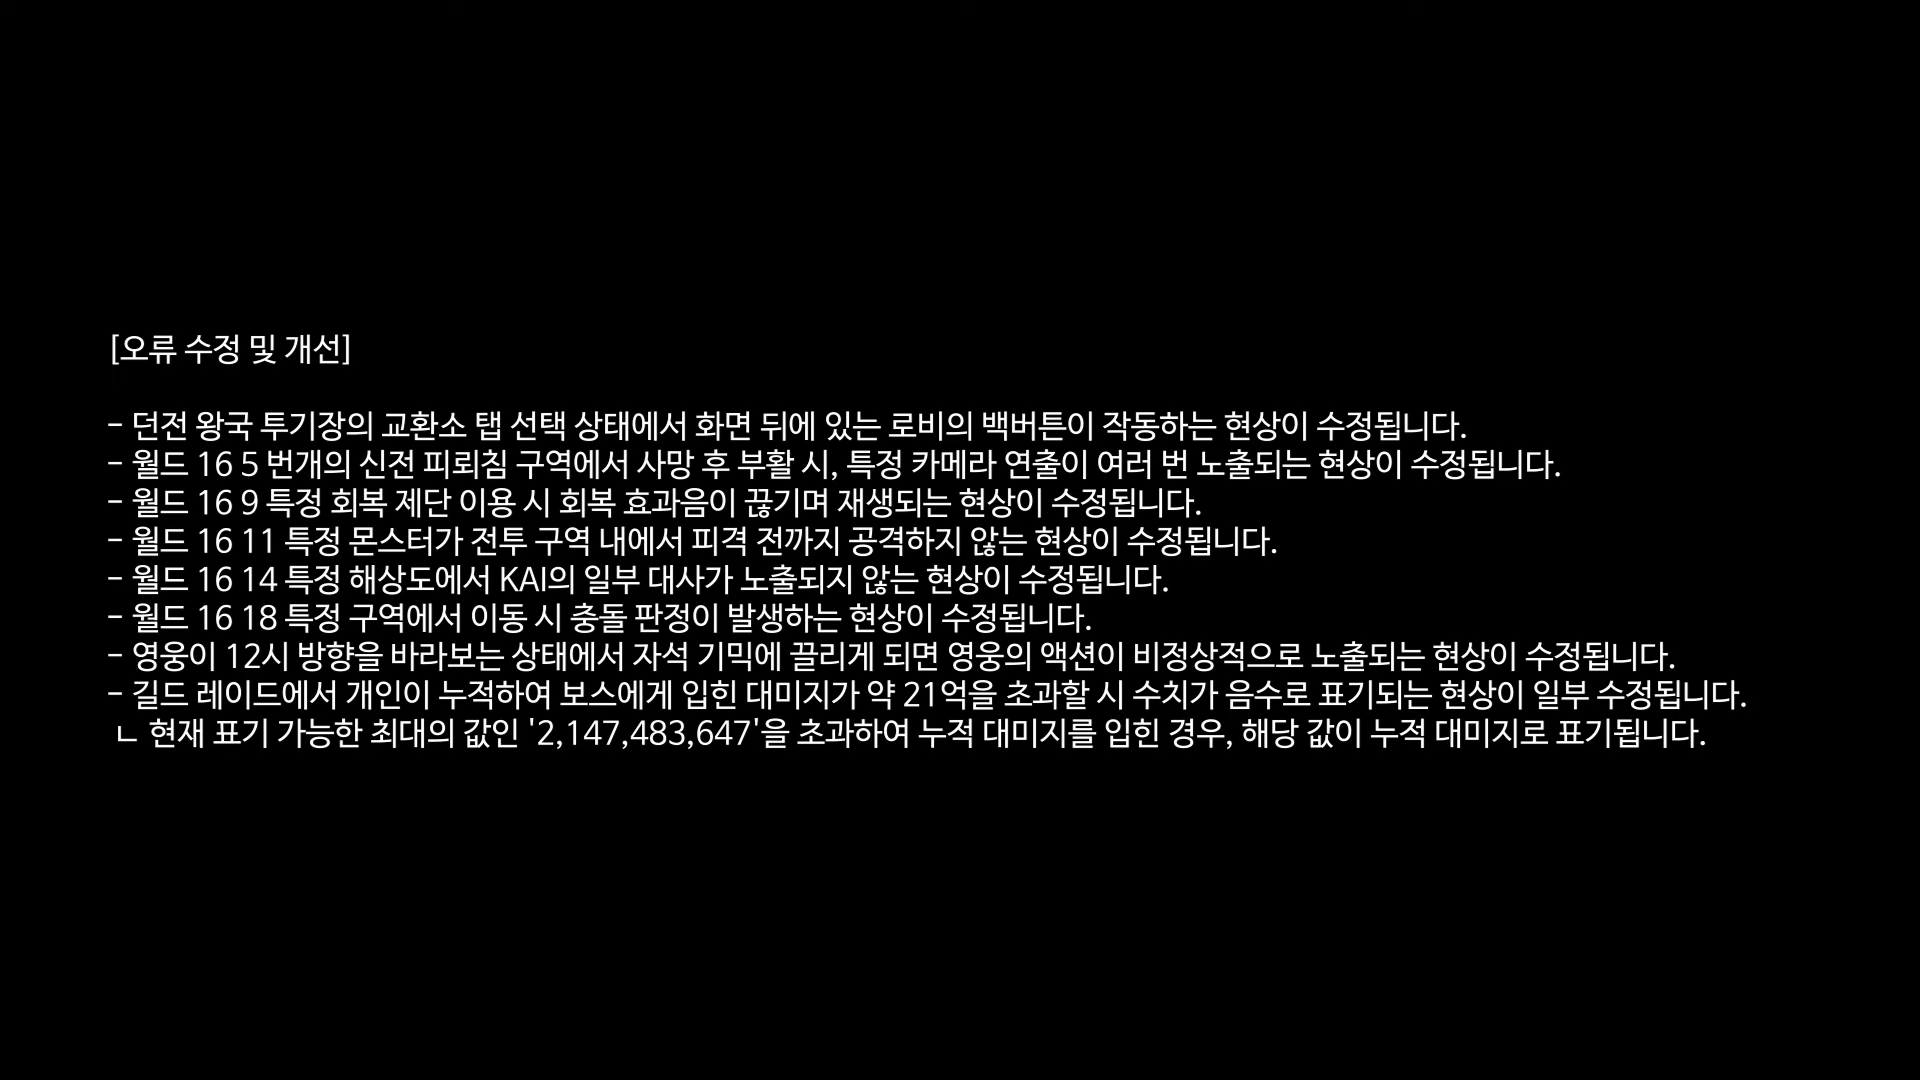 [오류 수정 및 개선]
- 던전 왕국 투기장의 교환소 탭 선택 상태에서 화면 뒤에 있는 로비의 백버튼이 작동하는 현상이 수정됩니다.
- 월드 16 5 번개의 신전 피뢰침 구역에서 사망 후 부활 시, 특정 카메라 연출이 여러 번 노출되는 현상이 수정됩니다.
- 월드 16 9 특정 회복 제단 이용 시 회복 효과음이 끊기며 재생되는 현상이 수정됩니다.
- 월드 16 11 특정 몬스터가 전투 구역 내에서 피격 전까지 공격하지 않는 현상이 수정됩니다.
- 월드 16 14 특정 해상도에서 KAI의 일부 대사가 노출되지 않는 현상이 수정됩니다.
- 월드 16 18 특정 구역에서 이동 시 충돌 판정이 발생하는 현상이 수정됩니다.
- 영웅이 12시 방향을 바라보는 상태에서 자석 기믹에 끌리게 되면 영웅의 액션이 비정상적으로 노출되는 현상이 수정됩니다.
- 길드 레이드에서 개인이 누적하여 보스에게 입힌 대미지가 약 21억을 초과할 시 수치가 음수로 표기되는 현상이 일부 수정됩니다.
ㄴ 현재 표기 가능한 최대의 값인 '2,147,483,647'을 초과하여 누적 대미지를 입힌 경우, 해당 값이 누적 대미지로 표기됩니다.